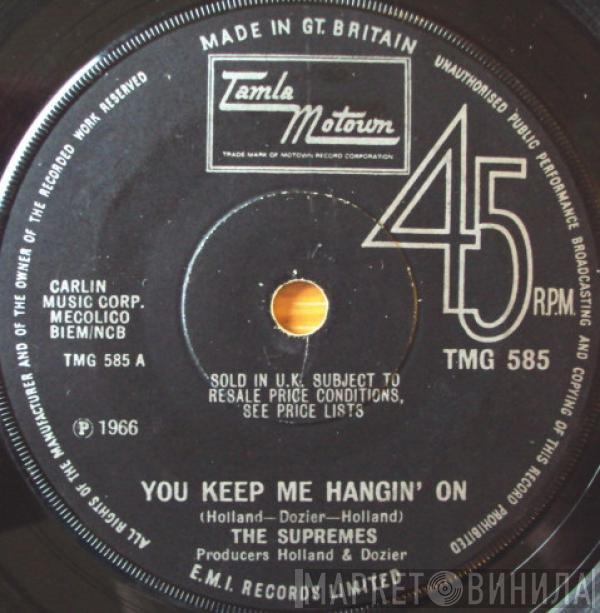 MADE IN GT. BRITAIN
UNAUTHORISED PUBLIC PERFORMANCE BROADCASTING AND COPYING OF THIS RECORD PROHIBITED
ALL RIGHTS OF THE MANUFACTURER AND OF THE OWNER OF THE RECORDED WORK RESERVED
Tamla
Motown
TRADE MARK OF MOTOWN RECORD CORPORATION
45
R.P.M.
TMG 585
CARLIN
MUSIC CORP.
MECOLICO
BIEM/NCB
TMG 585 A
Ⓟ 1966
SOLD IN U.K. SUBJECT TO
RESALE PRICE CONDITIONS,
SEE PRICE LISTS
YOU KEEP ME HANGIN' ON
(Holland—Dozier—Holland)
THE SUPREMES
Producers Holland & Dozier
E.M.I. RECORDS LIMITED
МАРКЕТ ВИНИЛА